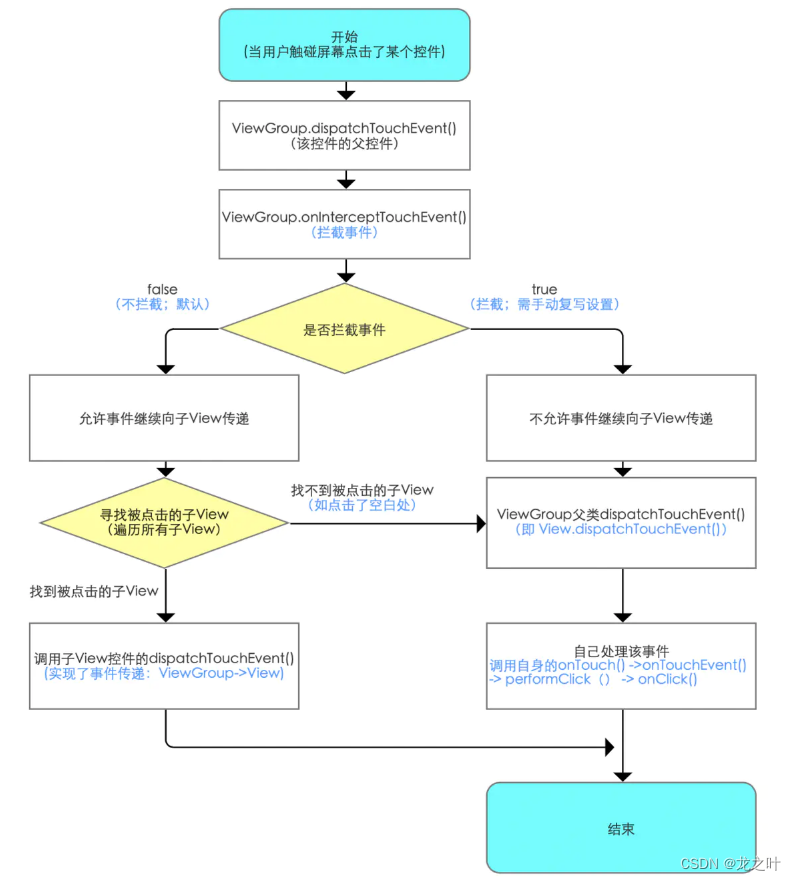 开始
(当用户触碰屏幕点击了某个控件)
ViewGroup.dispatchTouchEvent()
（该控件的父控件）
ViewGroup.onInterceptTouchEvent()
（拦截事件）
false
（不拦截；默认）
true
（拦截；需手动复写设置）
是否拦截事件
允许事件继续向子View传递
不允许事件继续向子View传递
寻找被点击的子View
（遍历所有子View）
找不到被点击的子View
（如点击了空白处）
ViewGroup父类dispatchTouchEvent()
（即 View.dispatchTouchEvent()）
找到被点击的子View
调用子View控件的dispatchTouchEvent()
(实现了事件传递：ViewGroup->View)
自己处理该事件
调用自身的onTouch() ->onTouchEvent()
-> performClick（） -> onClick()
结束
CSDN @龙之叶